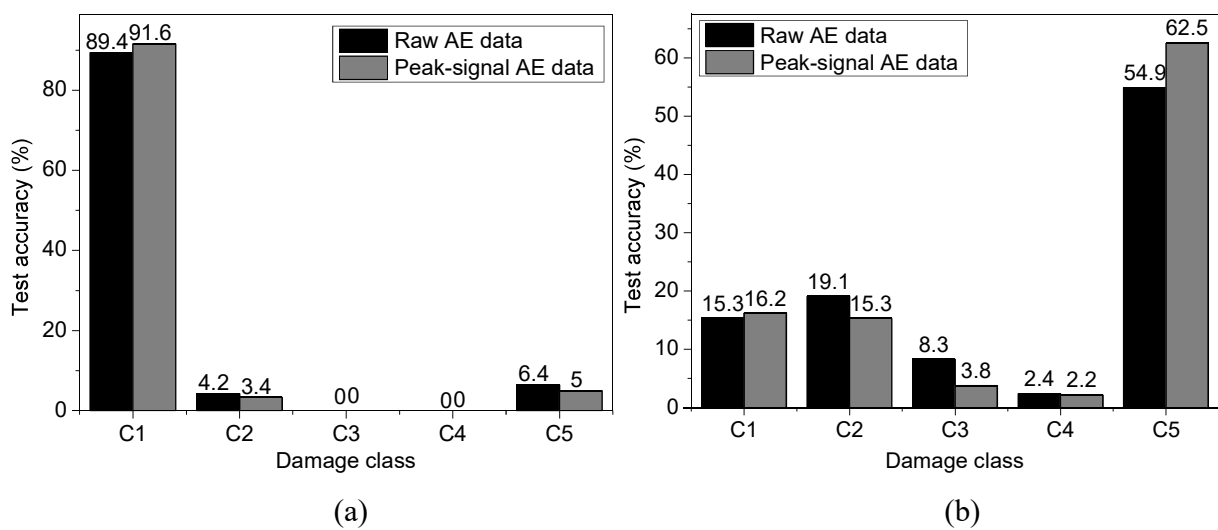 89.4 91.6
Raw AE data
Peak-signal AE data
80
60
40
20
0
Test accuracy (%)
4.2 3.4
00
00
6.4 5
C1 C2 C3 C4 C5
Damage class
(a)
62.5
Raw AE data
Peak-signal AE data
54.9
60
50
40
30
20
10
0
Test accuracy (%)
15.3 16.2
19.1 15.3
8.3 3.8
2.4 2.2
C1 C2 C3 C4 C5
Damage class
(b)